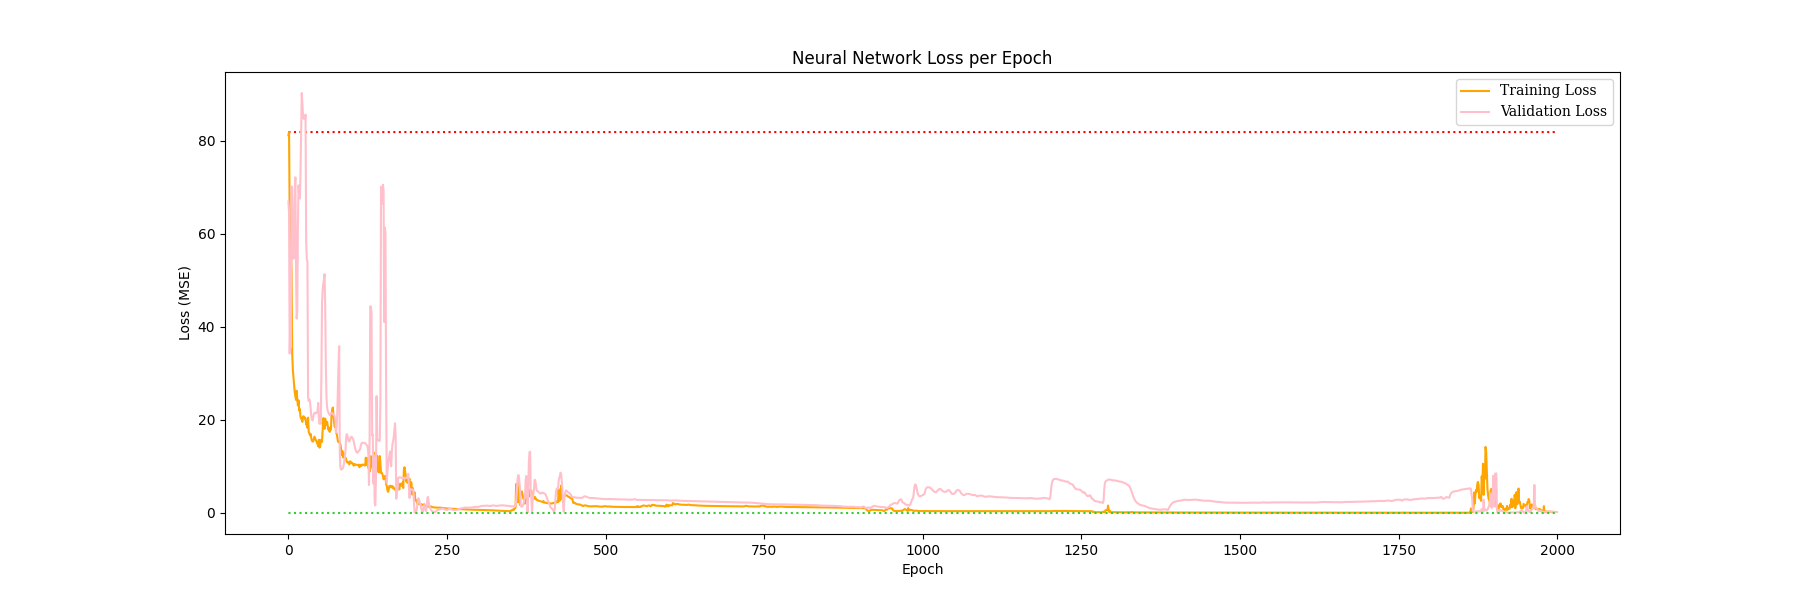 Neural Network Loss per Epoch
Training Loss
Validation Loss
80
60
40
20
0
Loss (MSE)
0 250 500 750 1000 1250 1500 1750 2000
Epoch